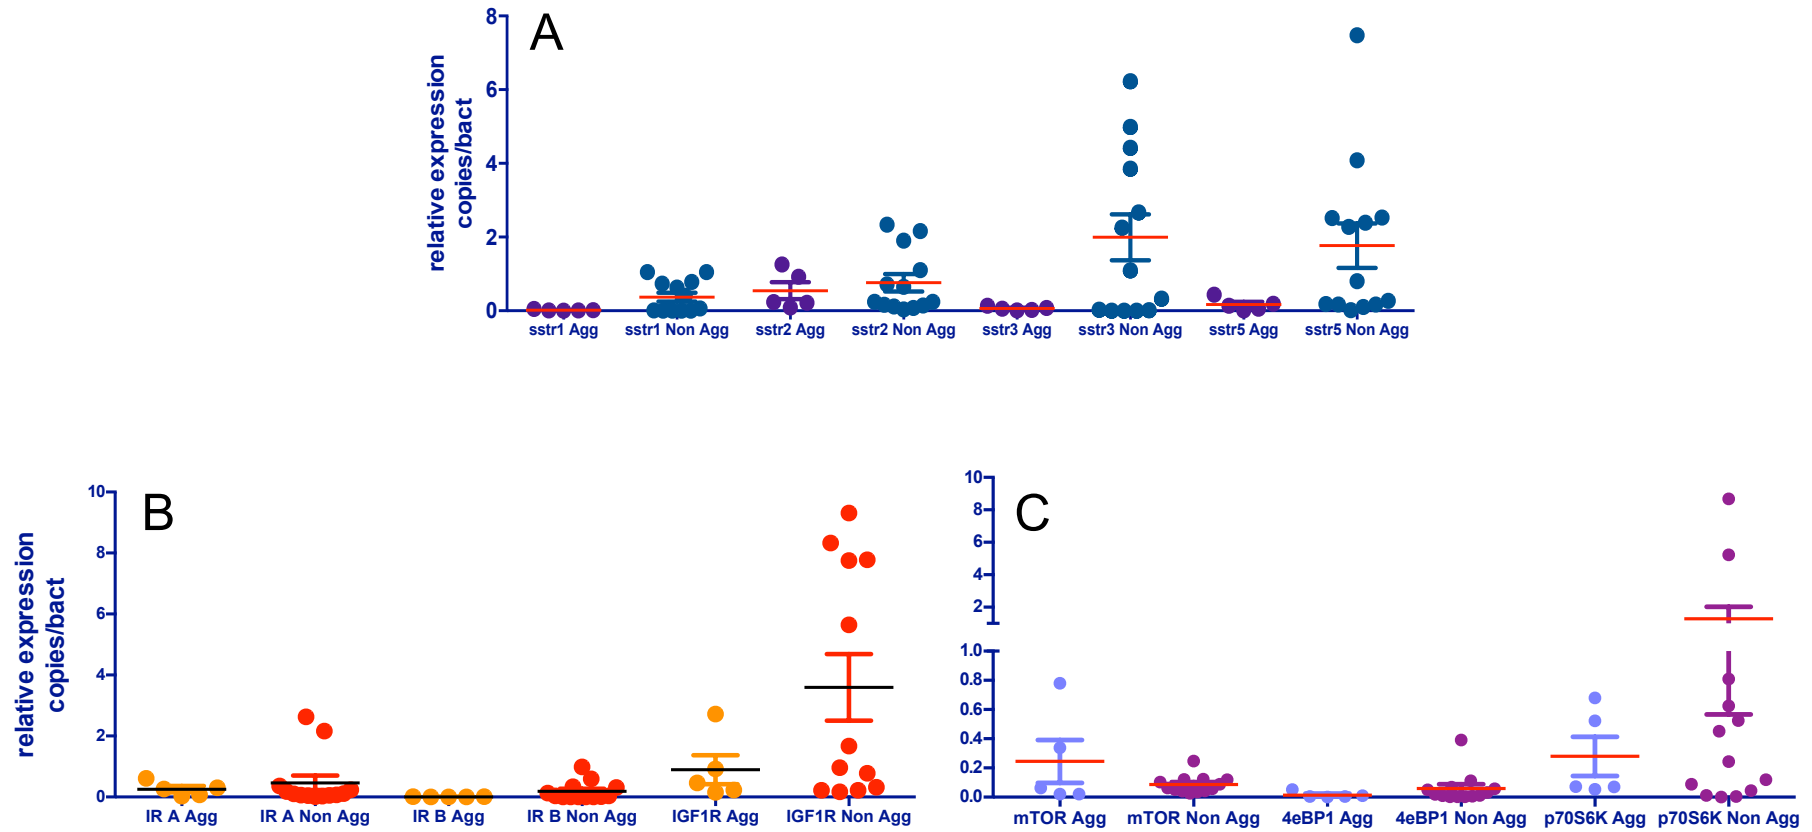 A
relative expression
copies/bact
8
6
4
2
0
sstr1 Agg
sstr1 Non Agg
sstr2 Agg
sstr2 Non Agg
sstr3 Agg
sstr3 Non Agg
sstr5 Agg
sstr5 Non Agg
B
relative expression
copies/bact
10
8
6
4
2
0
IR A Agg
IR A Non Agg
IR B Agg
IR B Non Agg
IGF1R Agg
IGF1R Non Agg
C
10
8
6
4
2
1.0
0.8
0.6
0.4
0.2
0.0
mTOR Agg
mTOR Non Agg
4eBP1 Agg
4eBP1 Non Agg
p70S6K Agg
p70S6K Non Agg